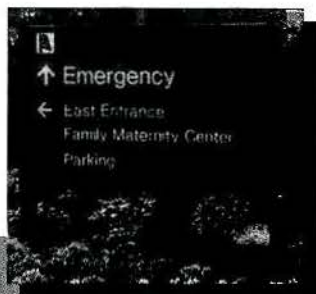 ↑ Emergency
← East Entrance
Family Maternity Center
Parking